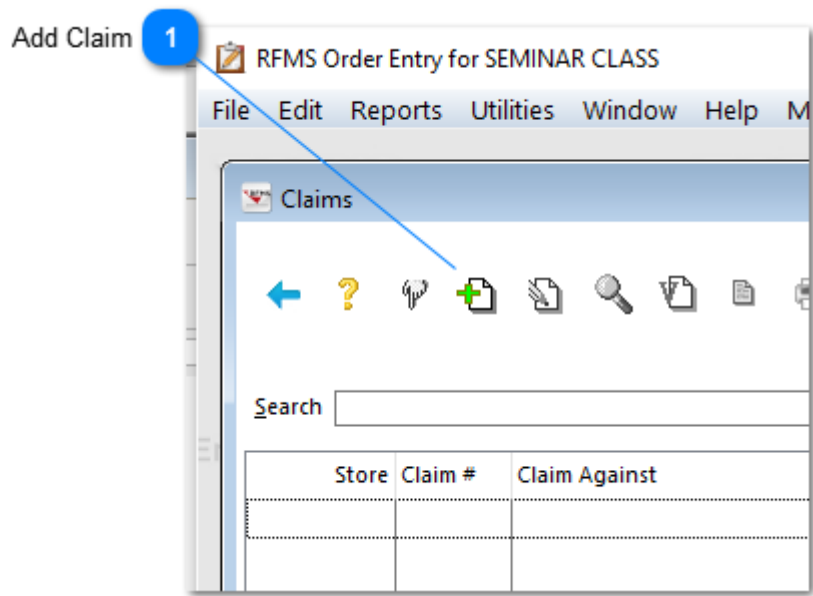 Add Claim 1
RFMS Order Entry for SEMINAR CLASS
File Edit Reports Utilities Window Help M
Claims
Search
Store Claim # Claim Against